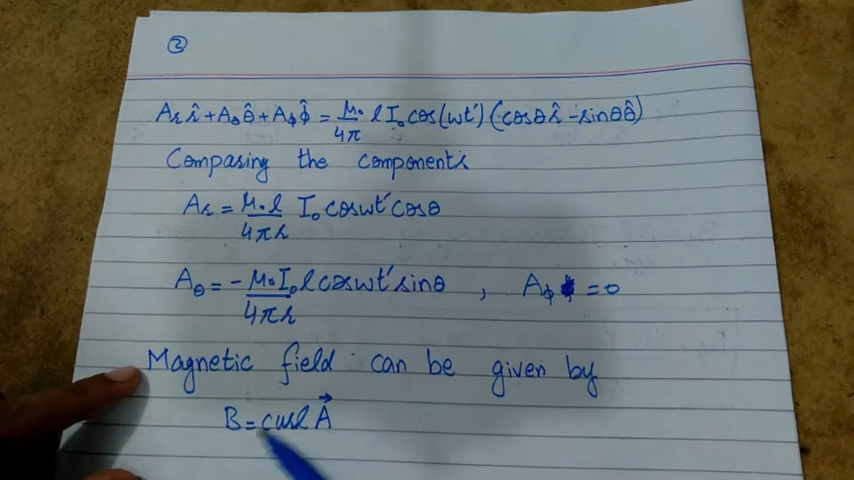 ②
A_r r̂ + A_θ θ̂ + A_ϕ ϕ̂ = μ₀/4π l I₀ cos(ωt′) (cosθ r̂ - sinθ θ̂)
Comparing the components
A_r = μ₀l/4πr I₀ cosωt′ cosθ
A_θ = - μ₀I₀l/4πr cosωt′ sinθ , A_ϕ = 0
Magnetic field can be given by
B = curl A⃗